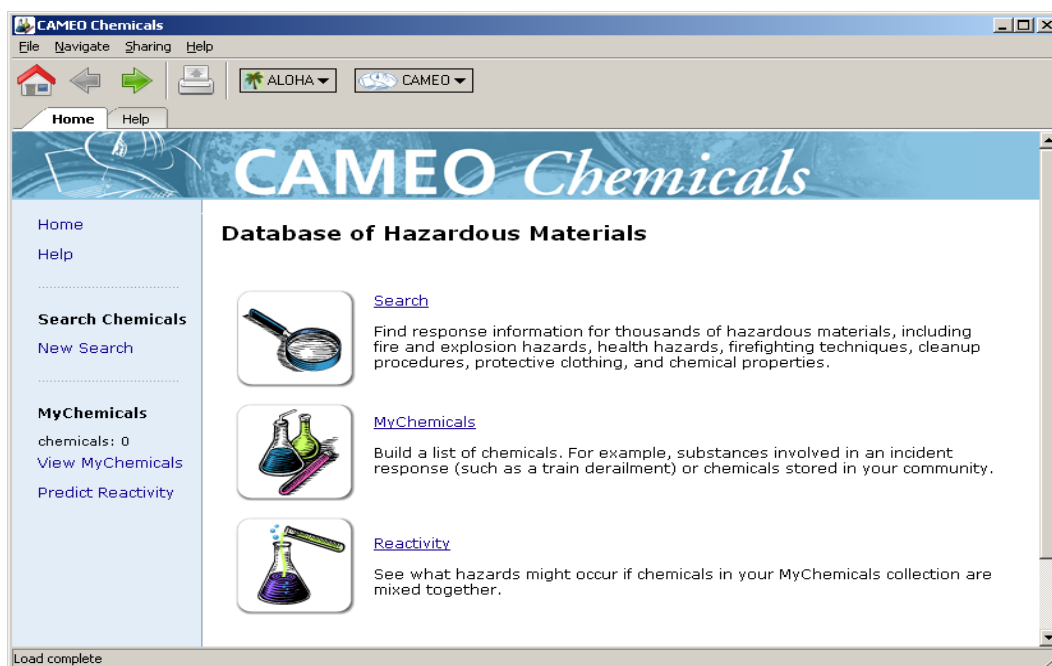 CAMEO Chemicals
File Navigate Sharing Help
ALOHA CAMEO
Home Help
CAMEO Chemicals
Home
Help
Search Chemicals
New Search
MyChemicals
chemicals: 0
View MyChemicals
Predict Reactivity
Database of Hazardous Materials
Search
Find response information for thousands of hazardous materials, including
fire and explosion hazards, health hazards, firefighting techniques, cleanup
procedures, protective clothing, and chemical properties.
MyChemicals
Build a list of chemicals. For example, substances involved in an incident
response (such as a train derailment) or chemicals stored in your community.
Reactivity
See what hazards might occur if chemicals in your MyChemicals collection are
mixed together.
Load complete